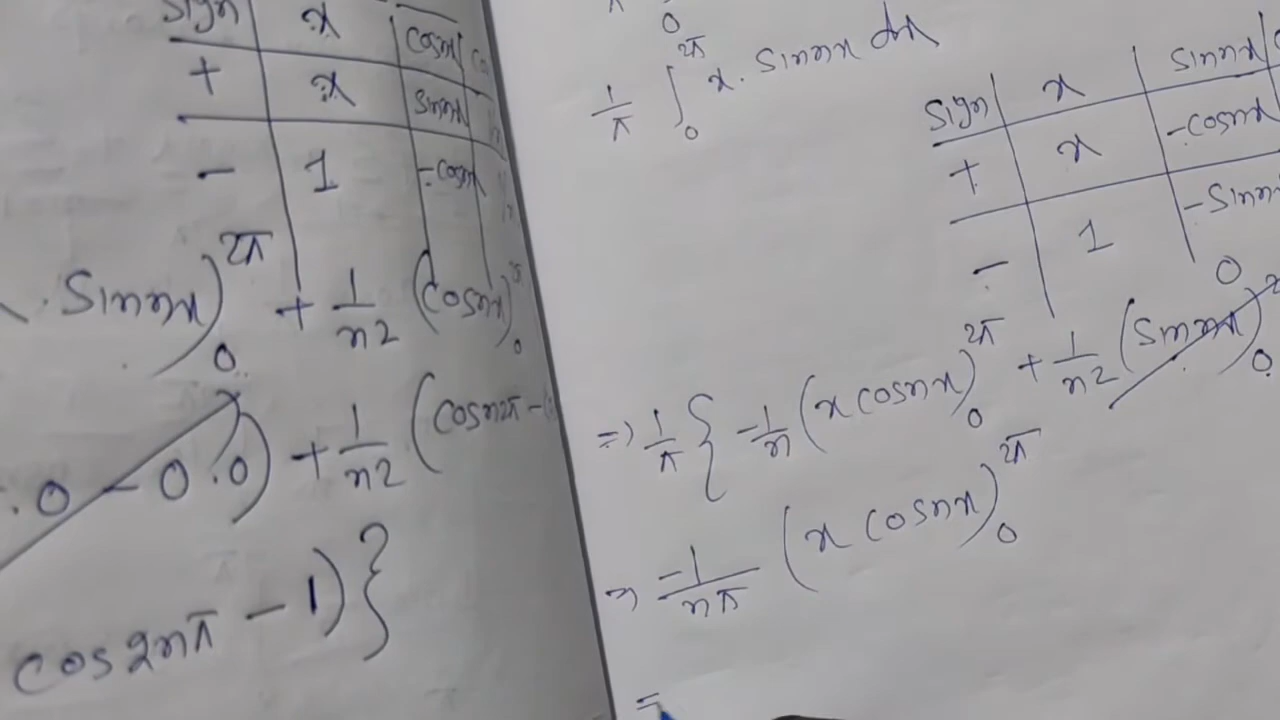 Sign | x | cosnx
+ | x | sinnx
- | 1 | -cosnx
. Sinnx)₀^2π + 1/n2 (cosnx)₀
.0 - 0.0) + 1/n2 (cosn2π -
cos2nπ - 1)}
0
1/π ∫₀^2π x. sinnx dx
Sign | x | sinnx
+ | x | -cosnx
- | 1 | -sinnx
=> 1/π { -1/n (x cosnx)₀^2π + 1/n2 (sinnx)₀ 0
=> -1/nπ (x cosnx)₀^2π
=